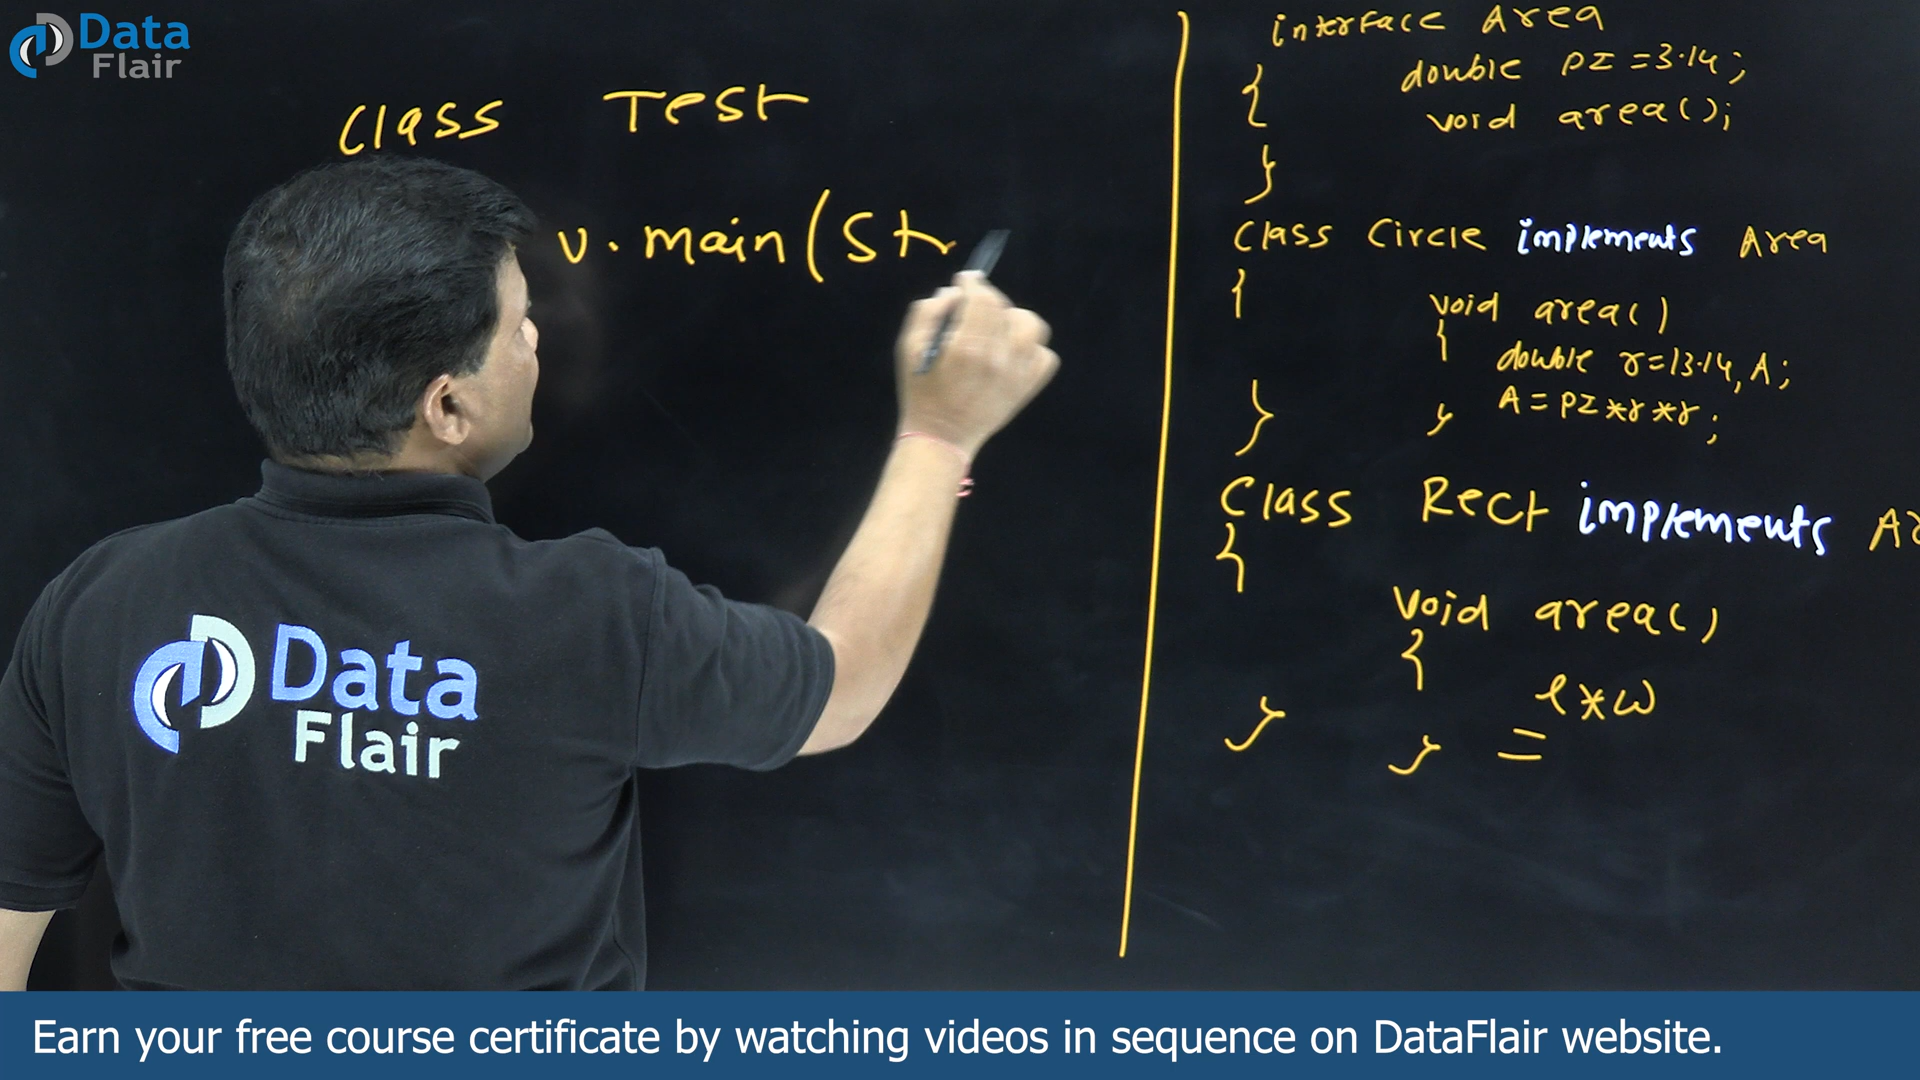 Data
Flair
class Test
v. main (Str
interface Area
{ double PI = 3.14;
void area();
}
class Circle implements Area
{
void area()
{
double r=13.14, A;
A = PI*r*r;
}
}
Class Rect implements Ar
{
void area()
{
l*w
} =
}
Data
Flair
Earn your free course certificate by watching videos in sequence on DataFlair website.